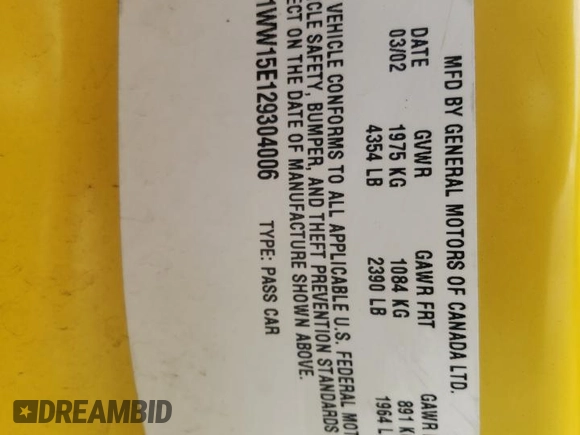 MFD BY GENERAL MOTORS OF CANADA LTD.
DATE GVWR GAWR FRT GAWR
03/02 1975 KG 1084 KG 891 K
4354 LB 2390 LB 1964 L
VEHICLE CONFORMS TO ALL APPLICABLE U.S. FEDERAL MOT
CLE SAFETY, BUMPER, AND THEFT PREVENTION STANDARDS
ECT ON THE DATE OF MANUFACTURE SHOWN ABOVE.
1WW15E129304006 TYPE: PASS CAR
DREAMBID